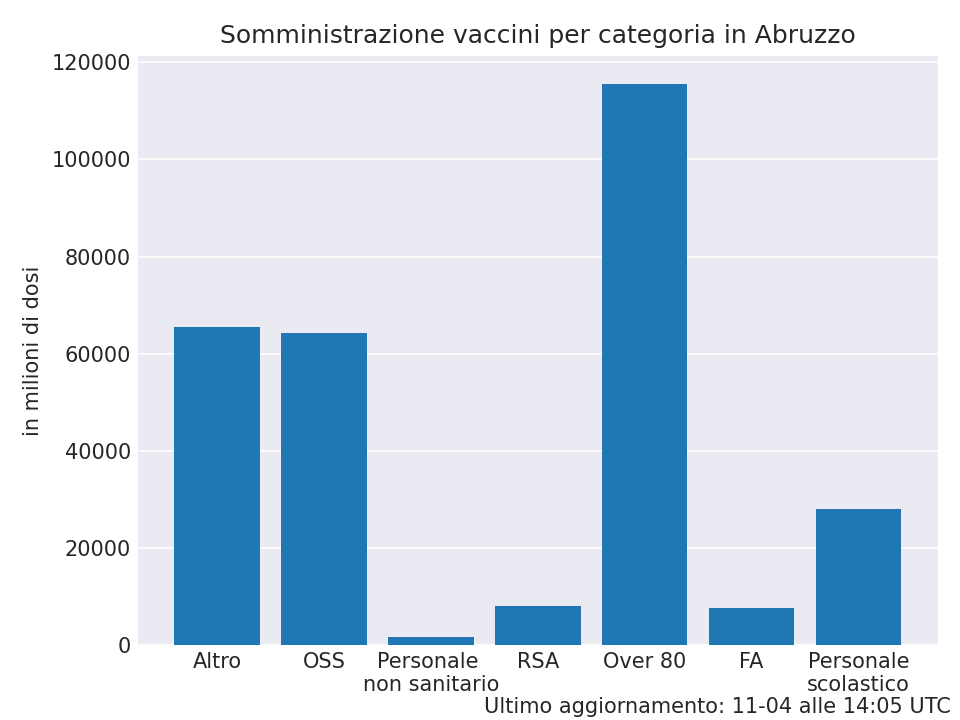 Somministrazione vaccini per categoria in Abruzzo
in milioni di dosi
120000
100000
80000
60000
40000
20000
0
Altro
OSS
Personale
non sanitario
RSA
Over 80
FA
Personale
scolastico
Ultimo aggiornamento: 11-04 alle 14:05 UTC